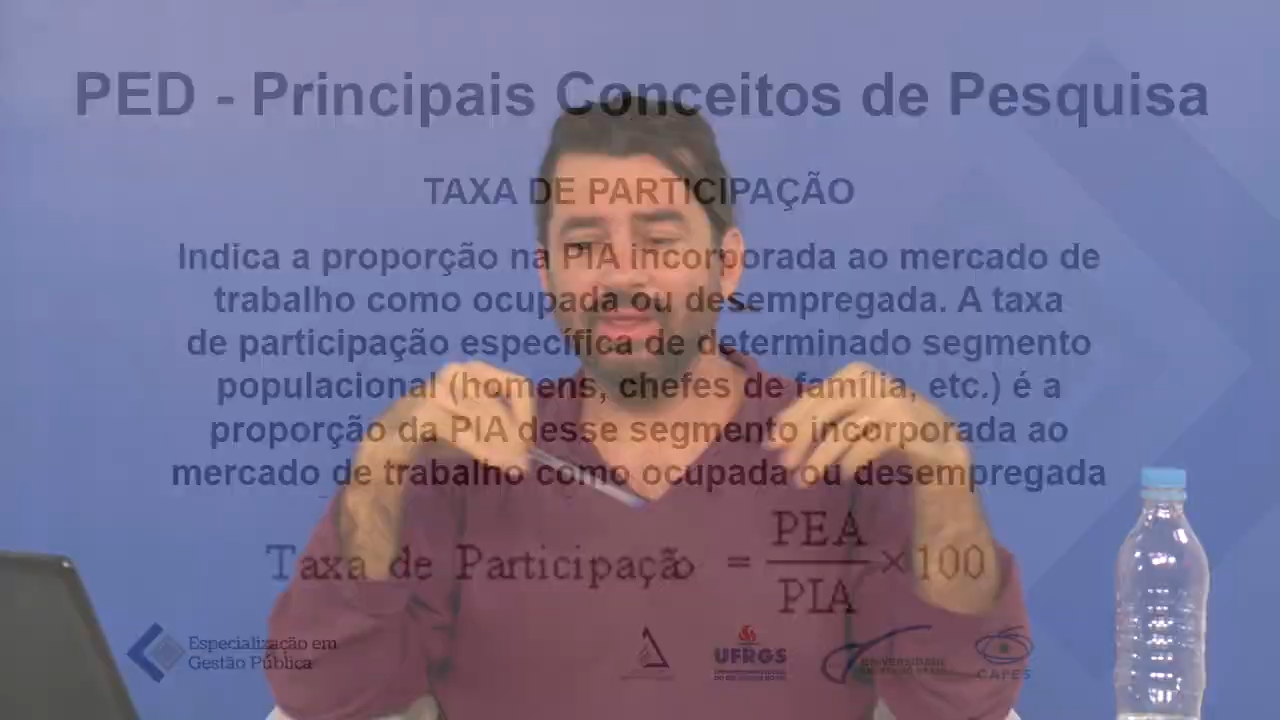 PED - Principais Conceitos de Pesquisa
TAXA DE PARTICIPAÇÃO
Indica a proporção na PIA incorporada ao mercado de
trabalho como ocupada ou desempregada. A taxa
de participação específica de determinado segmento
populacional (homens, chefes de família, etc.) é a
proporção da PIA desse segmento incorporada ao
mercado de trabalho como ocupada ou desempregada
Taxa de Participação = PEA
PIA ×100
Especialização em
Gestão Pública
UFRGS
UNIVERSIDADE
CAPES